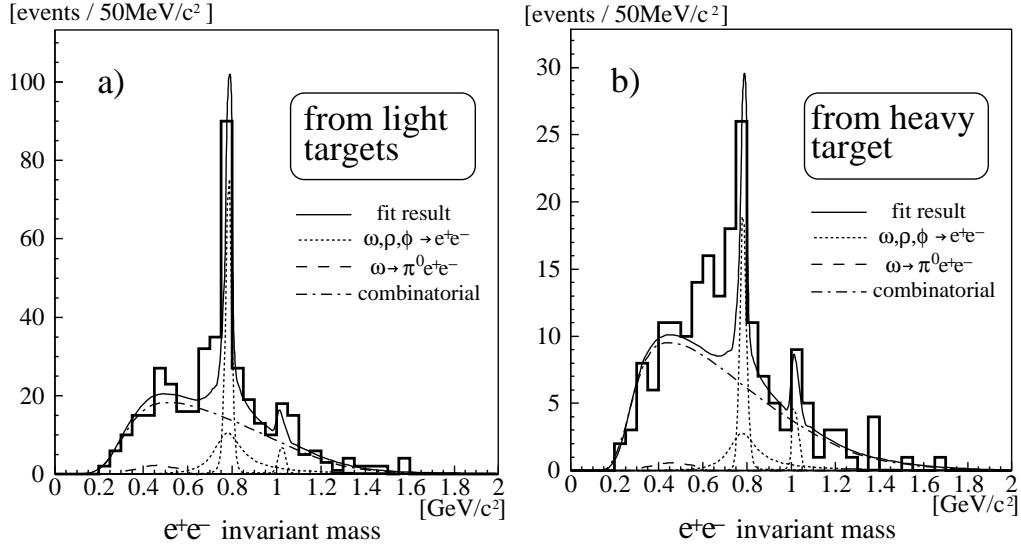 [events / 50MeV/c²]
a)
from light
targets
fit result
ω,ρ,ϕ → e⁺e⁻
ω → π⁰e⁺e⁻
combinatorial
100
80
60
40
20
0
0 0.2 0.4 0.6 0.8 1 1.2 1.4 1.6 1.8 2
[GeV/c²]
e⁺e⁻ invariant mass
[events / 50MeV/c²]
b)
from heavy
target
fit result
ω,ρ,ϕ → e⁺e⁻
ω → π⁰e⁺e⁻
combinatorial
30
25
20
15
10
5
0
0 0.2 0.4 0.6 0.8 1 1.2 1.4 1.6 1.8 2
[GeV/c²]
e⁺e⁻ invariant mass